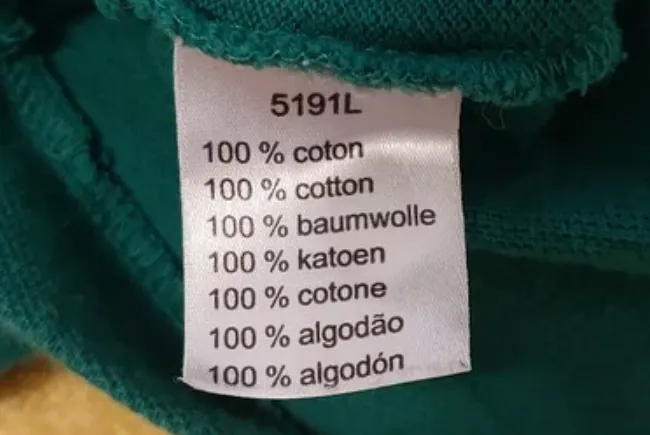 5191L
100 % coton
100 % cotton
100 % baumwolle
100 % katoen
100 % cotone
100 % algodão
100 % algodón